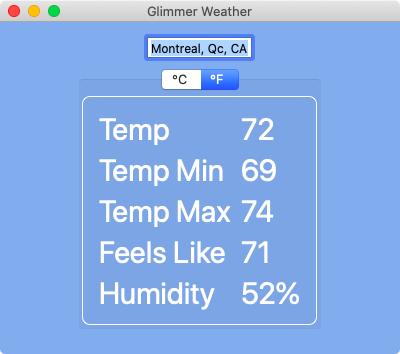 Glimmer Weather
Montreal, Qc, CA
°C °F
Temp 72
Temp Min 69
Temp Max 74
Feels Like 71
Humidity 52%